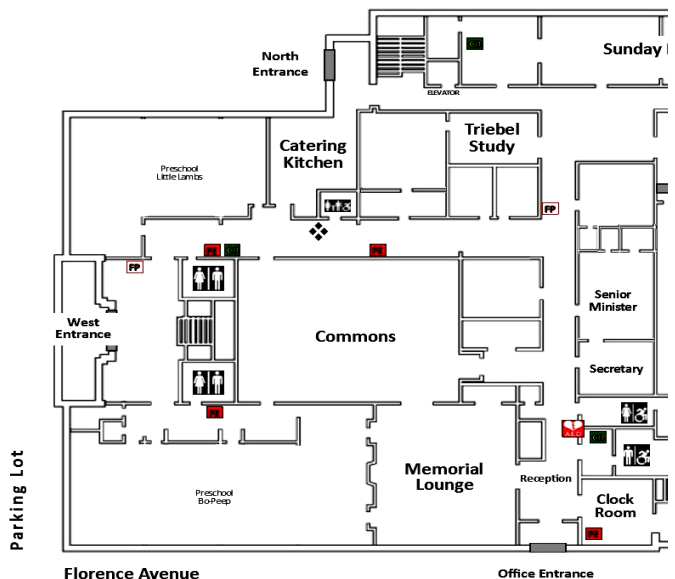 North
Entrance
Sunday
ELEVATOR
Catering
Kitchen
Triebel
Study
Preschool
Little Lambs
FP
FP
West
Entrance
Commons
Senior
Minister
Secretary
AED
Memorial
Lounge
Reception
Clock
Room
Preschool
Bo-Peep
Parking Lot
Florence Avenue
Office Entrance